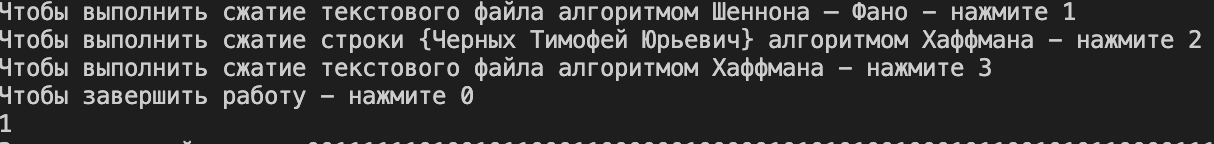 Чтобы выполнить сжатие текстового файла алгоритмом Шеннона – Фано – нажмите 1
Чтобы выполнить сжатие строки {Черных Тимофей Юрьевич} алгоритмом Хаффмана – нажмите 2
Чтобы выполнить сжатие текстового файла алгоритмом Хаффмана – нажмите 3
Чтобы завершить работу – нажмите 0
1